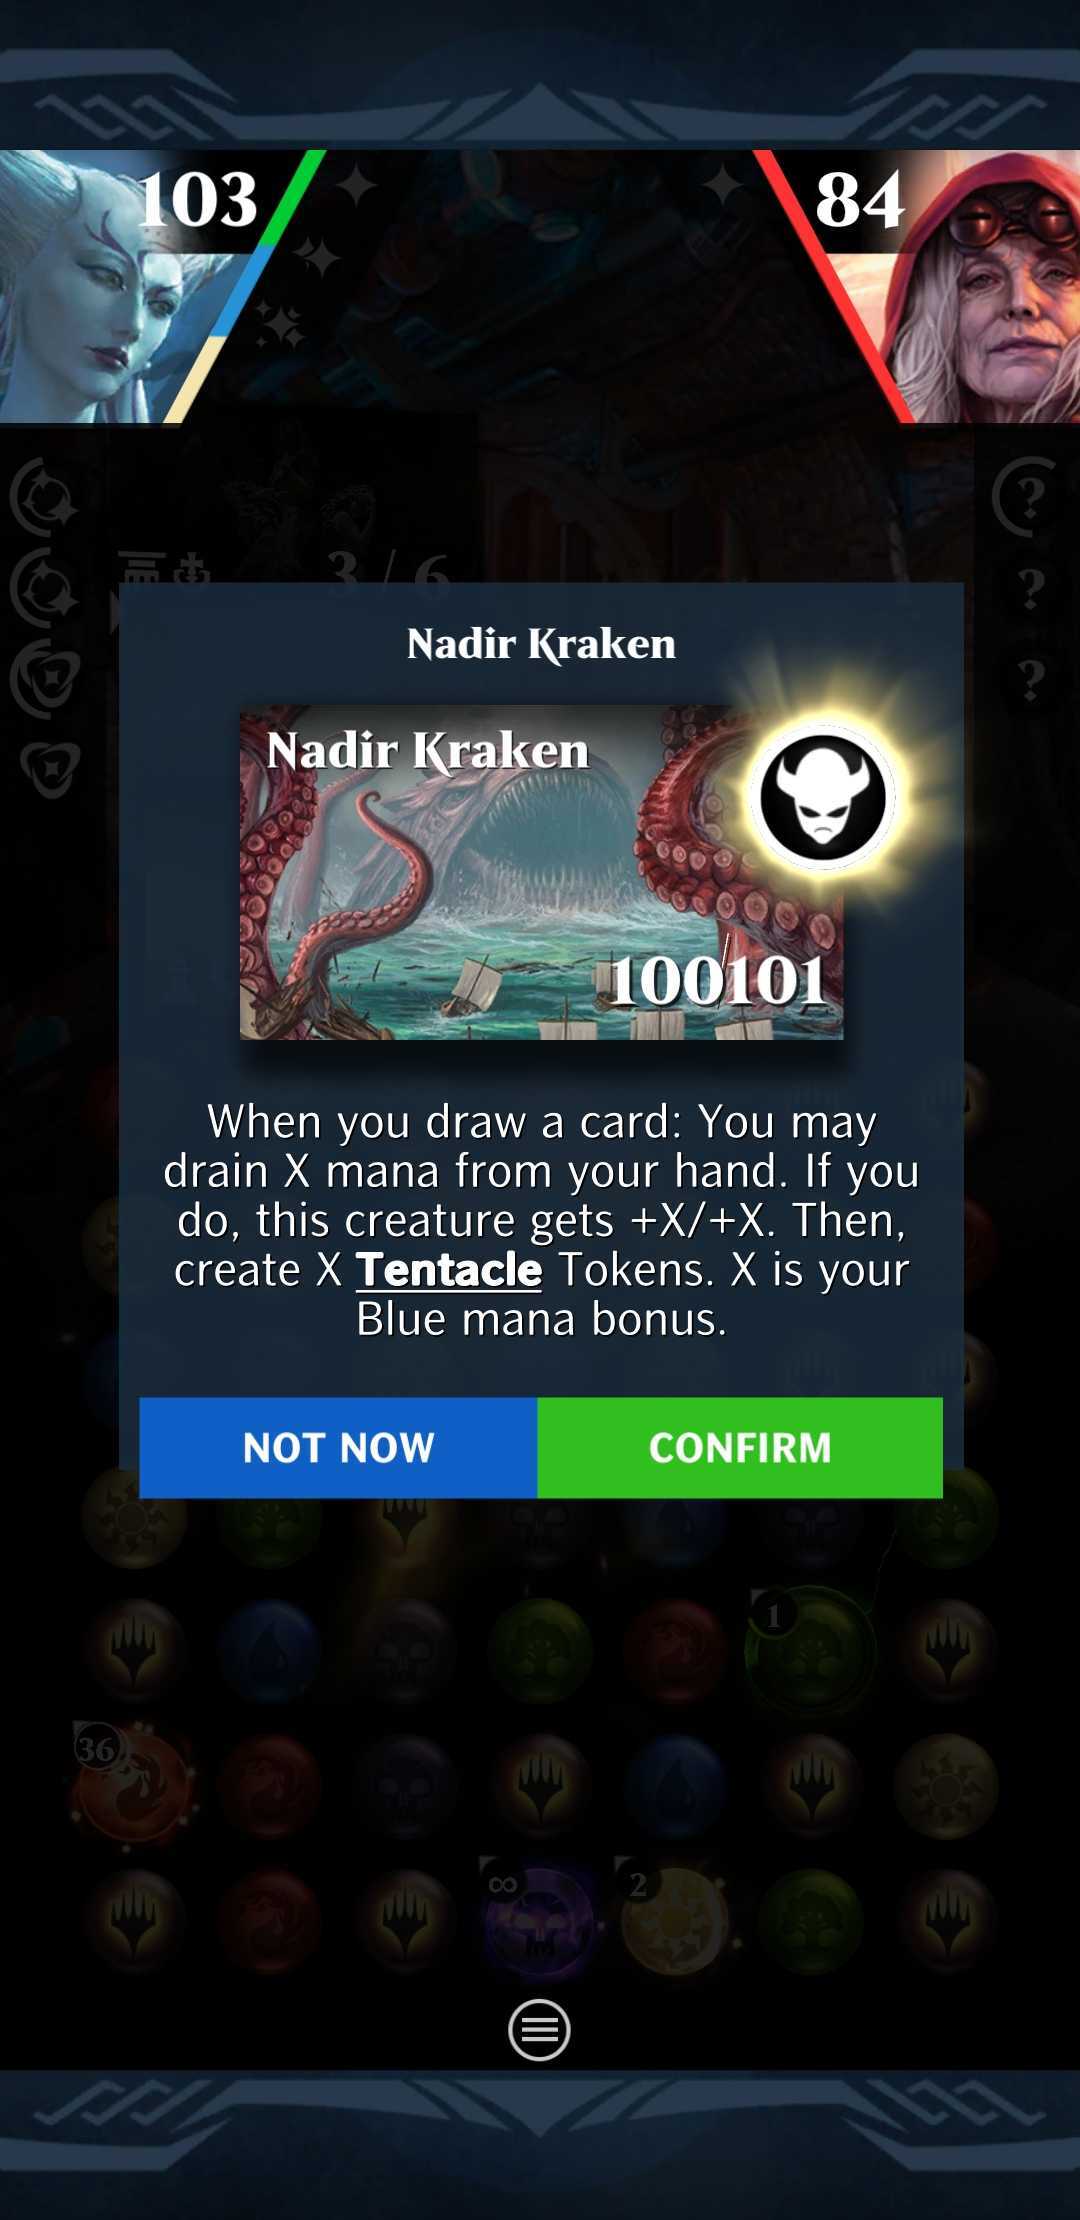 103
84
?
3 / 6
?
?
Nadir Kraken
Nadir Kraken
100101
When you draw a card: You may
drain X mana from your hand. If you
do, this creature gets +X/+X. Then,
create X Tentacle Tokens. X is your
Blue mana bonus.
NOT NOW
CONFIRM
1
36
∞
2